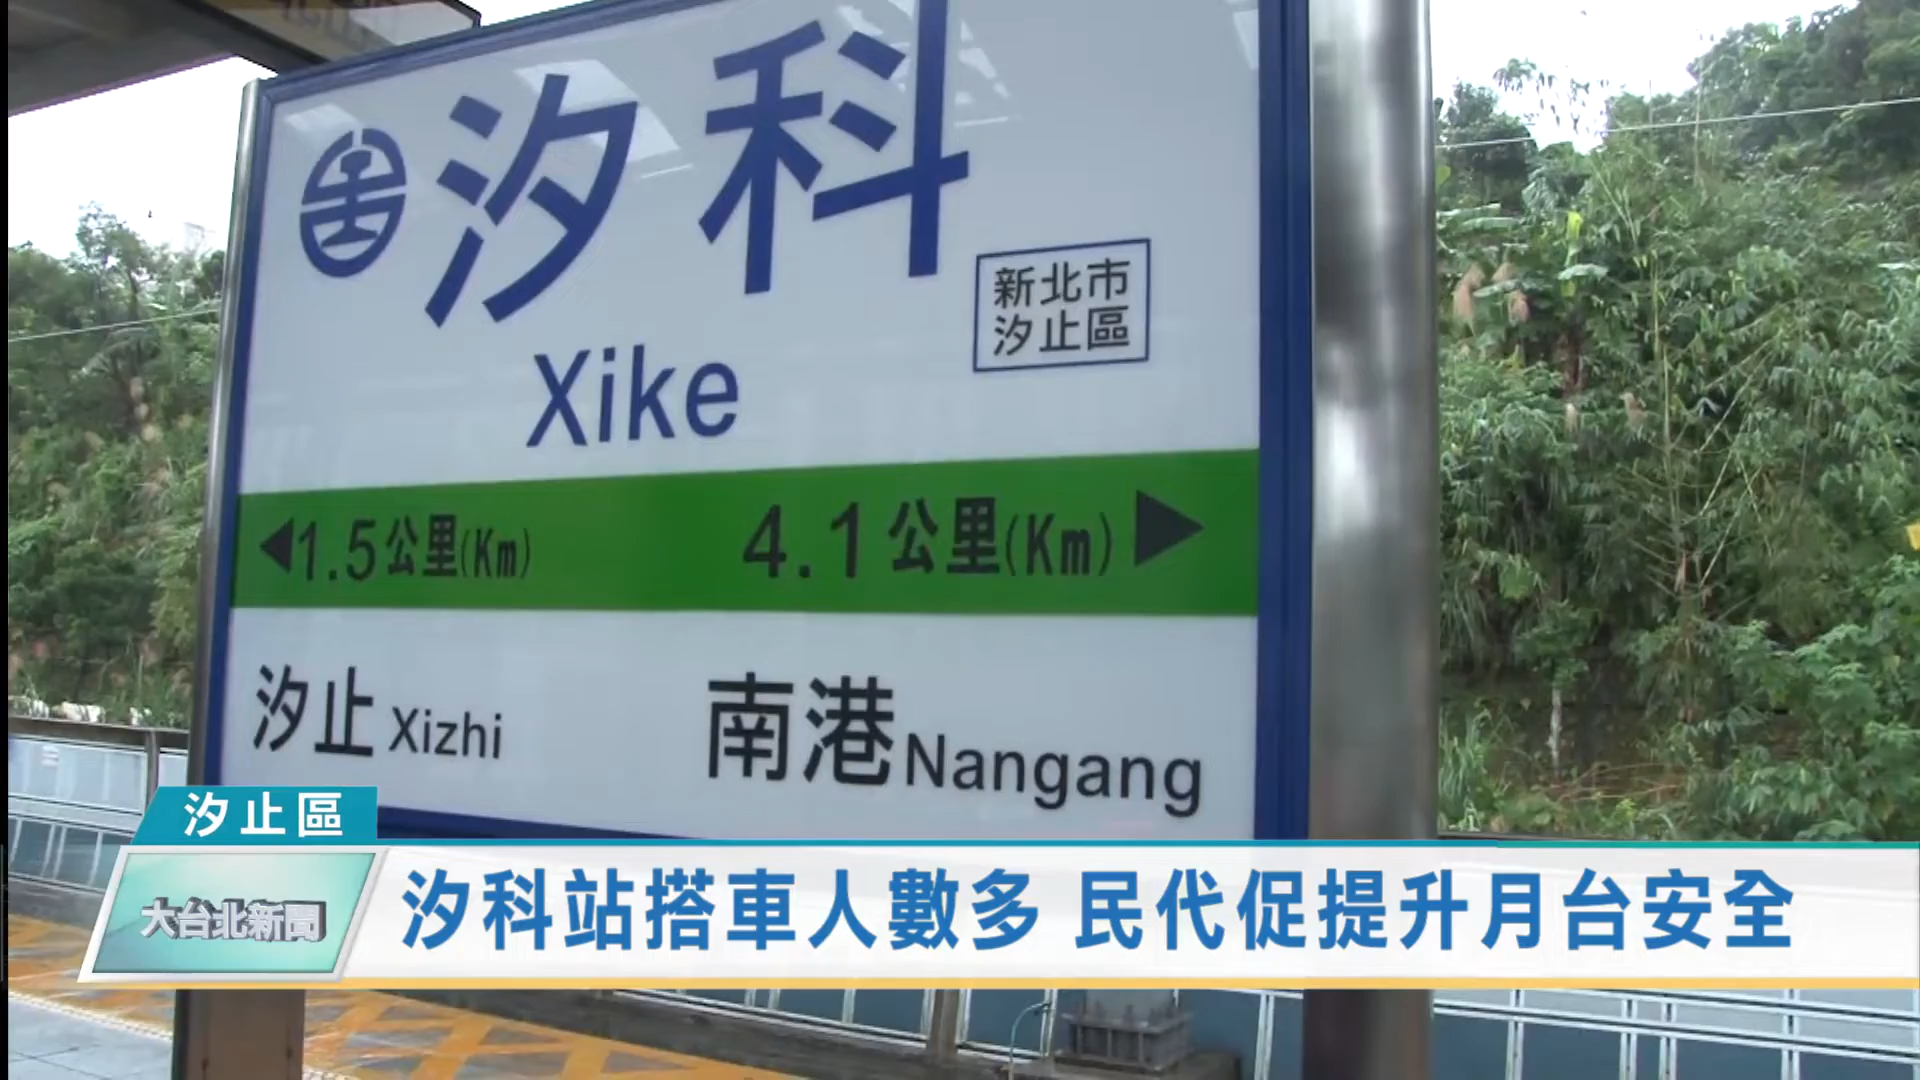 汐科
新北市
汐止區
Xike
1.5公里(Km)
4.1公里(Km)
汐止 Xizhi
南港 Nangang
汐止區
大台北新聞
汐科站搭車人數多 民代促提升月台安全